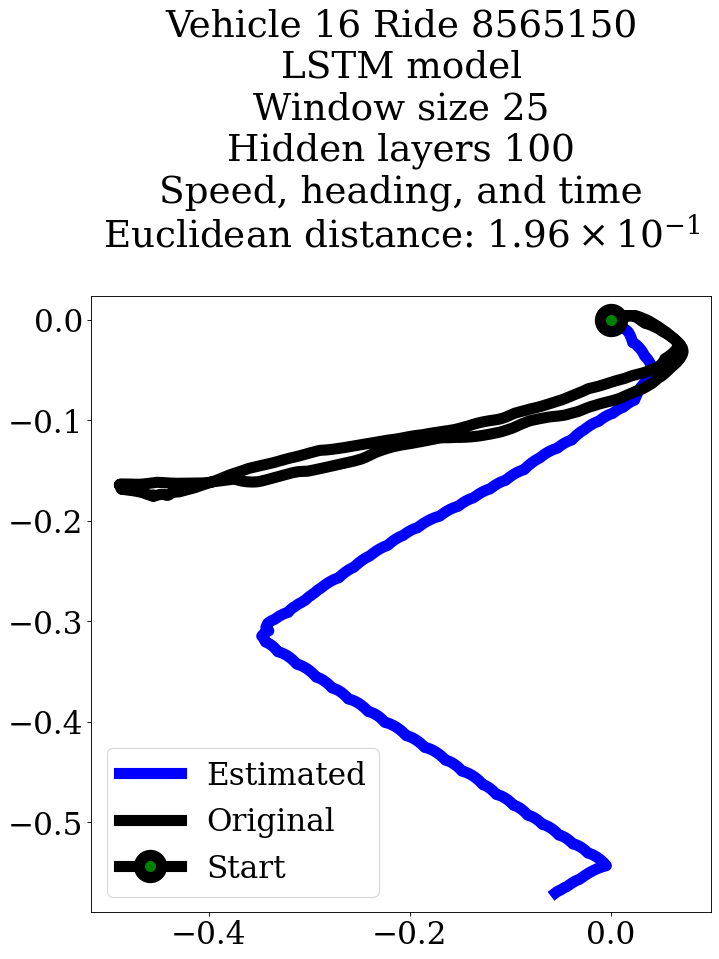 Vehicle 16 Ride 8565150
LSTM model
Window size 25
Hidden layers 100
Speed, heading, and time
Euclidean distance: 1.96 × 10⁻¹
0.0
−0.1
−0.2
−0.3
−0.4
−0.5
Estimated
Original
Start
−0.4 −0.2 0.0